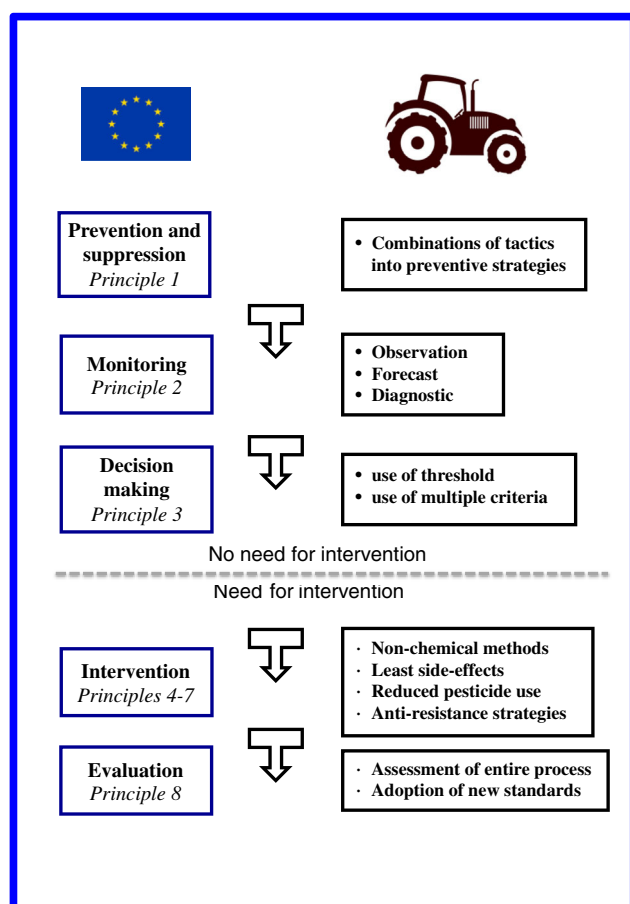 Prevention and
suppression
Principle 1
• Combinations of tactics
into preventive strategies
Monitoring
Principle 2
• Observation
• Forecast
• Diagnostic
Decision
making
Principle 3
• use of threshold
• use of multiple criteria
No need for intervention
Need for intervention
Intervention
Principles 4-7
· Non-chemical methods
· Least side-effects
· Reduced pesticide use
· Anti-resistance strategies
Evaluation
Principle 8
· Assessment of entire process
· Adoption of new standards